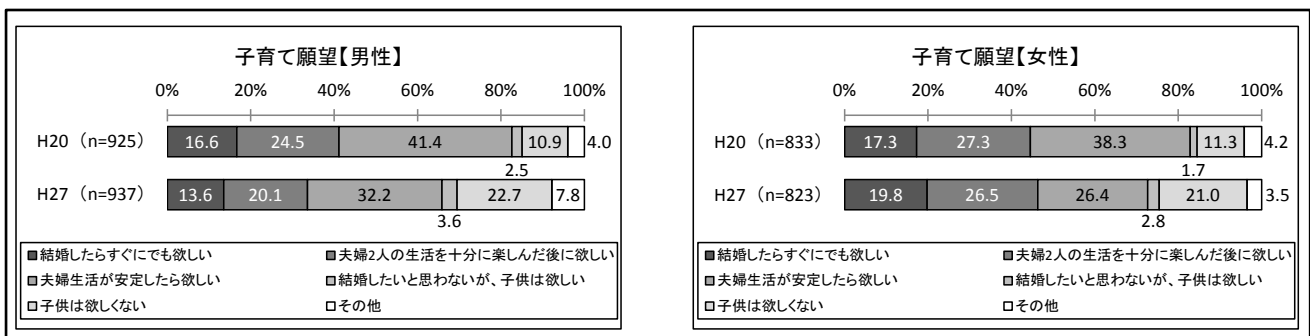 子育て願望【男性】
0% 20% 40% 60% 80% 100%
H20（n=925） 16.6 24.5 41.4 10.9 4.0
2.5
H27（n=937） 13.6 20.1 32.2 22.7 7.8
3.6
■結婚したらすぐにでも欲しい ■夫婦2人の生活を十分に楽しんだ後に欲しい
■夫婦生活が安定したら欲しい ■結婚したいと思わないが、子供は欲しい
□子供は欲しくない □その他
子育て願望【女性】
0% 20% 40% 60% 80% 100%
H20（n=833） 17.3 27.3 38.3 11.3 4.2
1.7
H27（n=823） 19.8 26.5 26.4 21.0 3.5
2.8
■結婚したらすぐにでも欲しい ■夫婦2人の生活を十分に楽しんだ後に欲しい
■夫婦生活が安定したら欲しい ■結婚したいと思わないが、子供は欲しい
□子供は欲しくない □その他